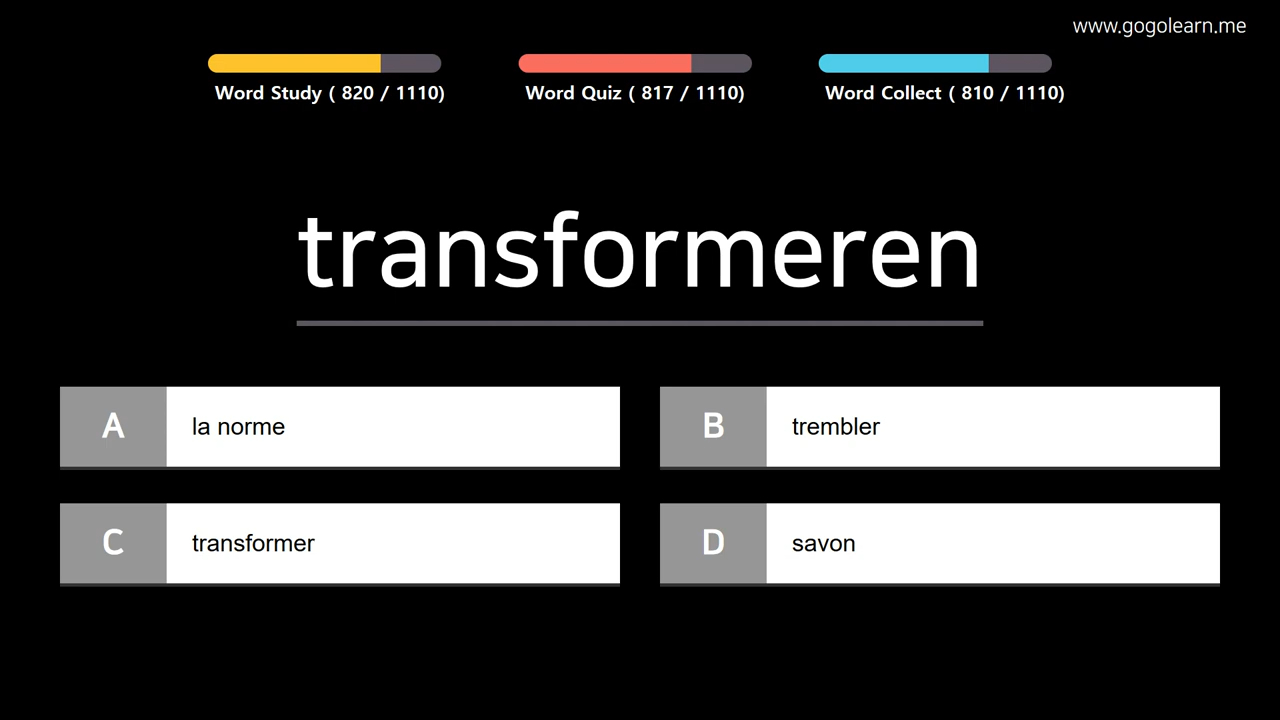 www.gogolearn.me
Word Study ( 820 / 1110)
Word Quiz ( 817 / 1110)
Word Collect ( 810 / 1110)
transformeren
A la norme
B trembler
C transformer
D savon